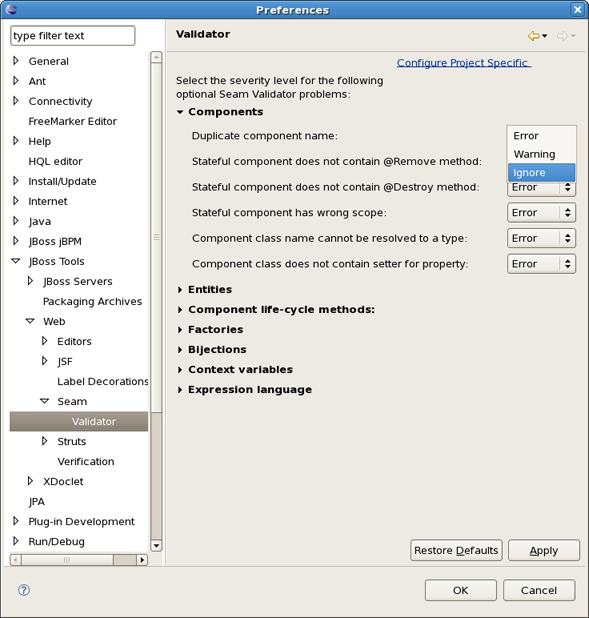 Preferences
type filter text
General
Ant
Connectivity
FreeMarker Editor
Help
HQL editor
Install/Update
Internet
Java
JBoss jBPM
JBoss Tools
JBoss Servers
Packaging Archives
Web
Editors
JSF
Label Decorations
Seam
Validator
Struts
Verification
XDoclet
JPA
Plug-in Development
Run/Debug
Validator
Configure Project Specific
Select the severity level for the following
optional Seam Validator problems:
Components
Duplicate component name:
Error
Warning
Ignore
Stateful component does not contain @Remove method:
Stateful component does not contain @Destroy method: Error
Stateful component has wrong scope: Error
Component class name cannot be resolved to a type: Error
Component class does not contain setter for property: Error
Entities
Component life-cycle methods:
Factories
Bijections
Context variables
Expression language
Restore Defaults Apply
? OK Cancel